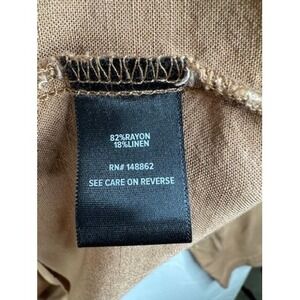 82%RAYON
18%LINEN
RN# 148862
SEE CARE ON REVERSE